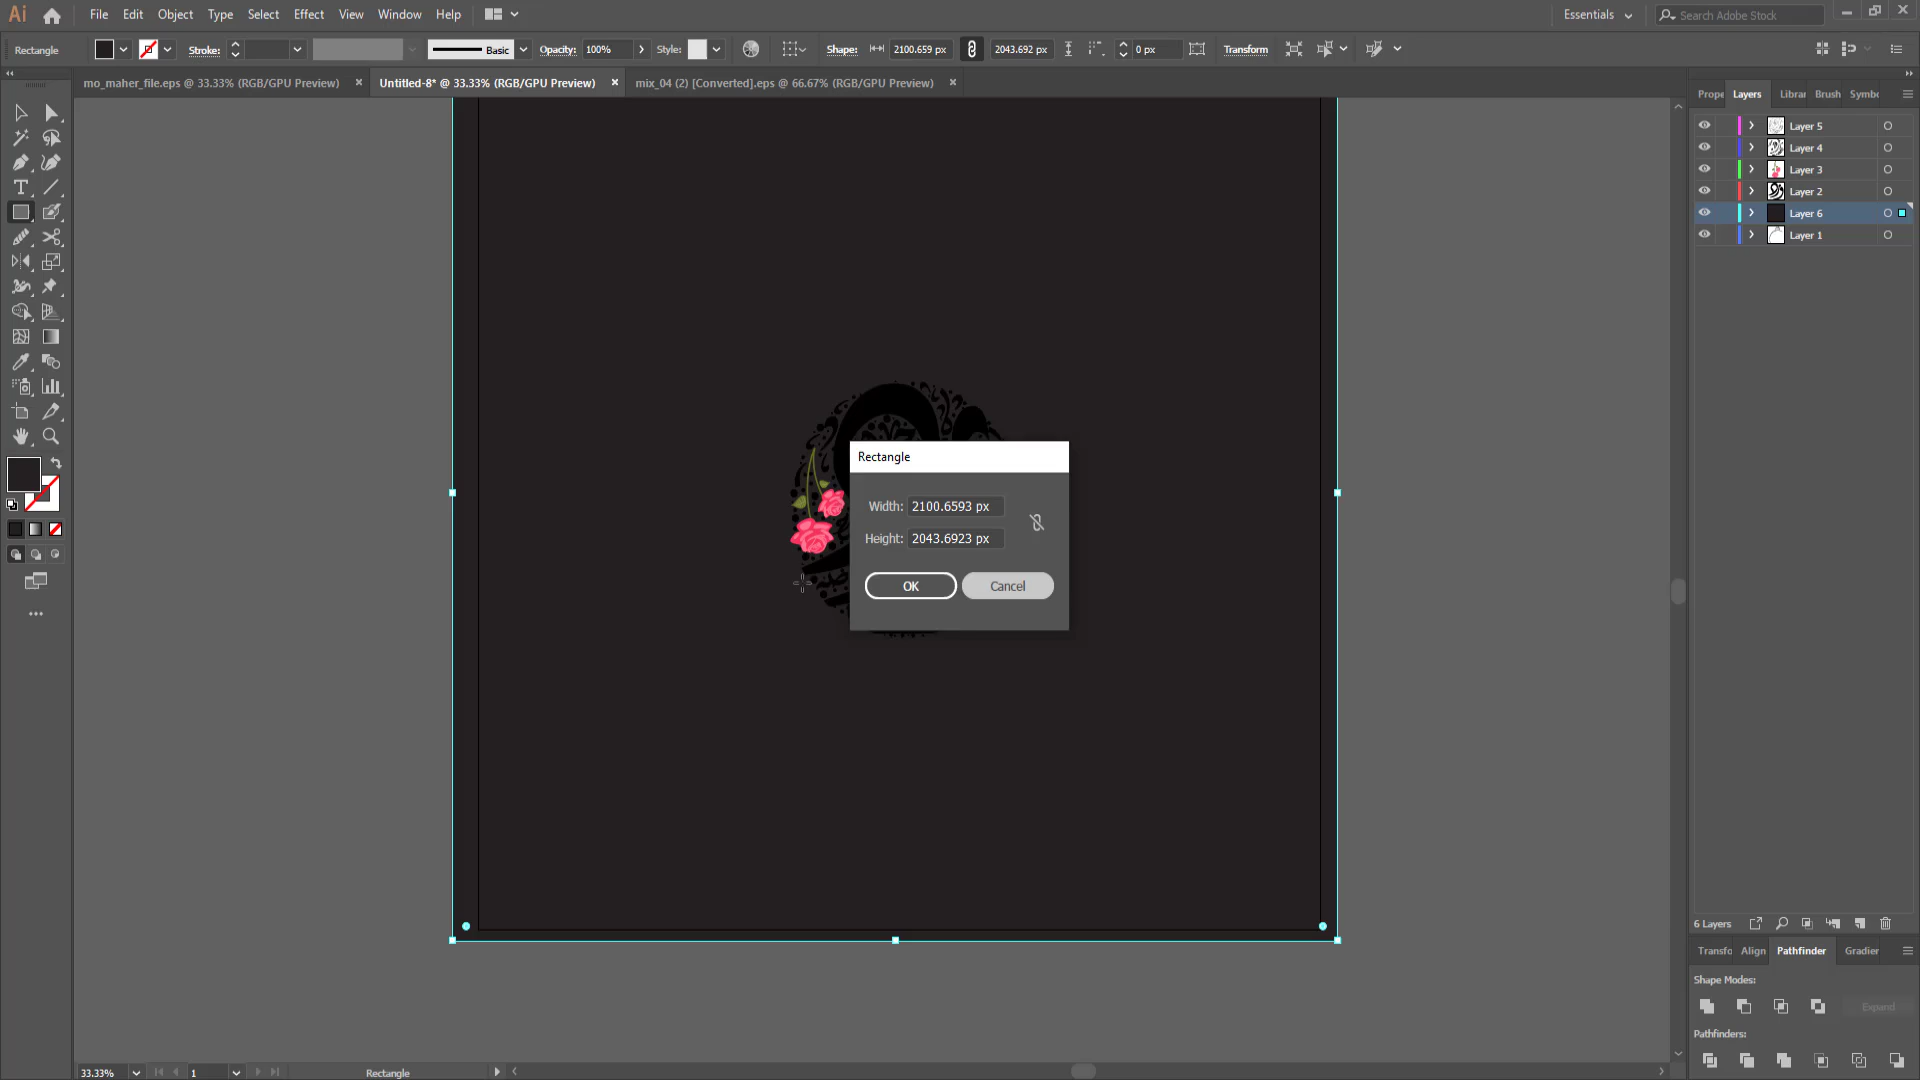 Ai File Edit Object Type Select Effect View Window Help Essentials Search Adobe Stock
Rectangle Stroke: Basic Opacity: 100% Style: Shape: 2100.659 px 2043.692 px 0 px Transform
mo_maher_file.eps @ 33.33% (RGB/GPU Preview) × Untitled-8* @ 33.33% (RGB/GPU Preview) × mix_04 (2) [Converted].eps @ 66.67% (RGB/GPU Preview) ×
Prope Layers Librar Brush Symbo
Layer 5
Layer 4
Layer 3
Layer 2
Layer 6
Layer 1
Rectangle
Width: 2100.6593 px
Height: 2043.6923 px
OK Cancel
6 Layers
Transfo Align Pathfinder Gradier
Shape Modes:
Expand
Pathfinders:
33.33% 1 Rectangle